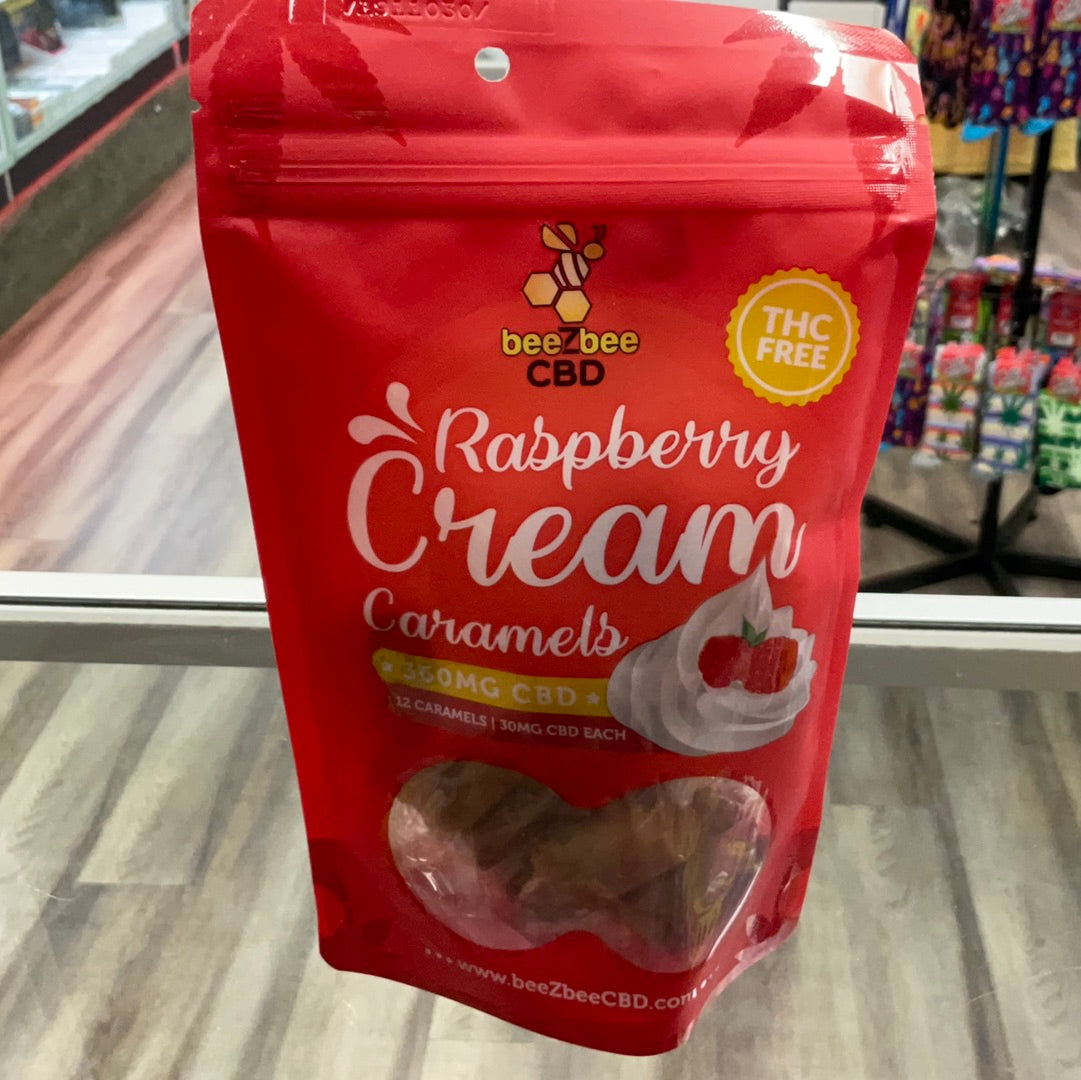 beeZbee
CBD
THC
FREE
Raspberry
Cream
Caramels
360MG CBD
12 CARAMELS | 30MG CBD EACH
www.beeZbeeCBD.com